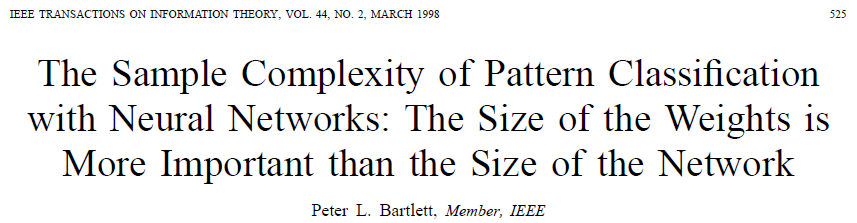 IEEE TRANSACTIONS ON INFORMATION THEORY, VOL. 44, NO. 2, MARCH 1998 525
The Sample Complexity of Pattern Classification
with Neural Networks: The Size of the Weights is
More Important than the Size of the Network
Peter L. Bartlett, Member, IEEE